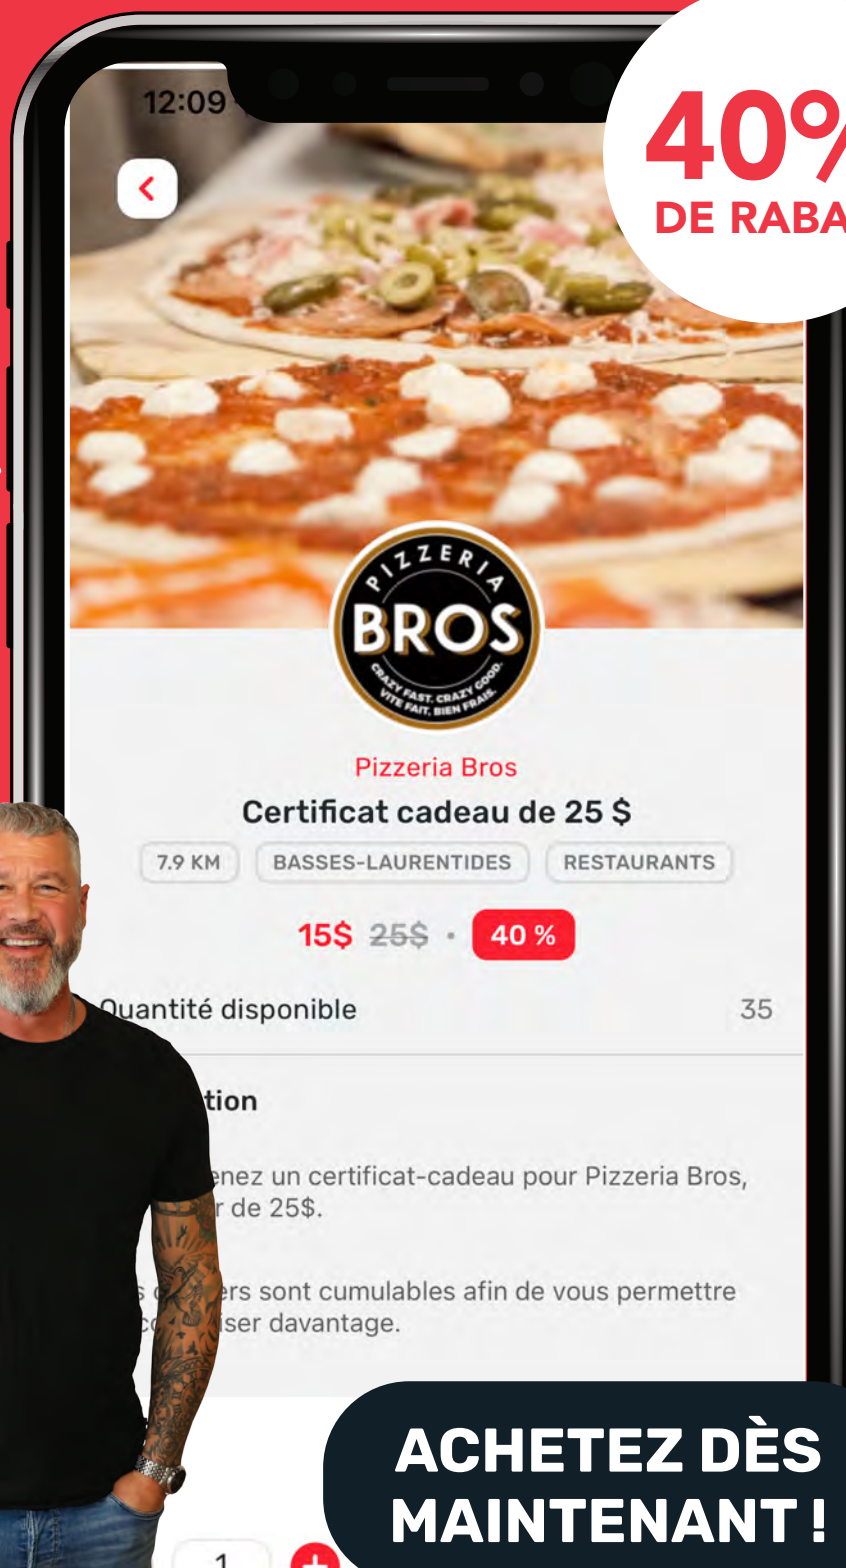 12:09
40%
DE RABA
PIZZERIA
BROS
CRAZY FAST. CRAZY GOOD.
VITE FAIT, BIEN FRAIS.
Pizzeria Bros
Certificat cadeau de 25 $
7.9 KM BASSES-LAURENTIDES RESTAURANTS
15$ 25$ • 40 %
Quantité disponible 35
tion
enez un certificat-cadeau pour Pizzeria Bros,
r de 25$.
ers sont cumulables afin de vous permettre
iser davantage.
ACHETEZ DÈS
MAINTENANT !
1 +